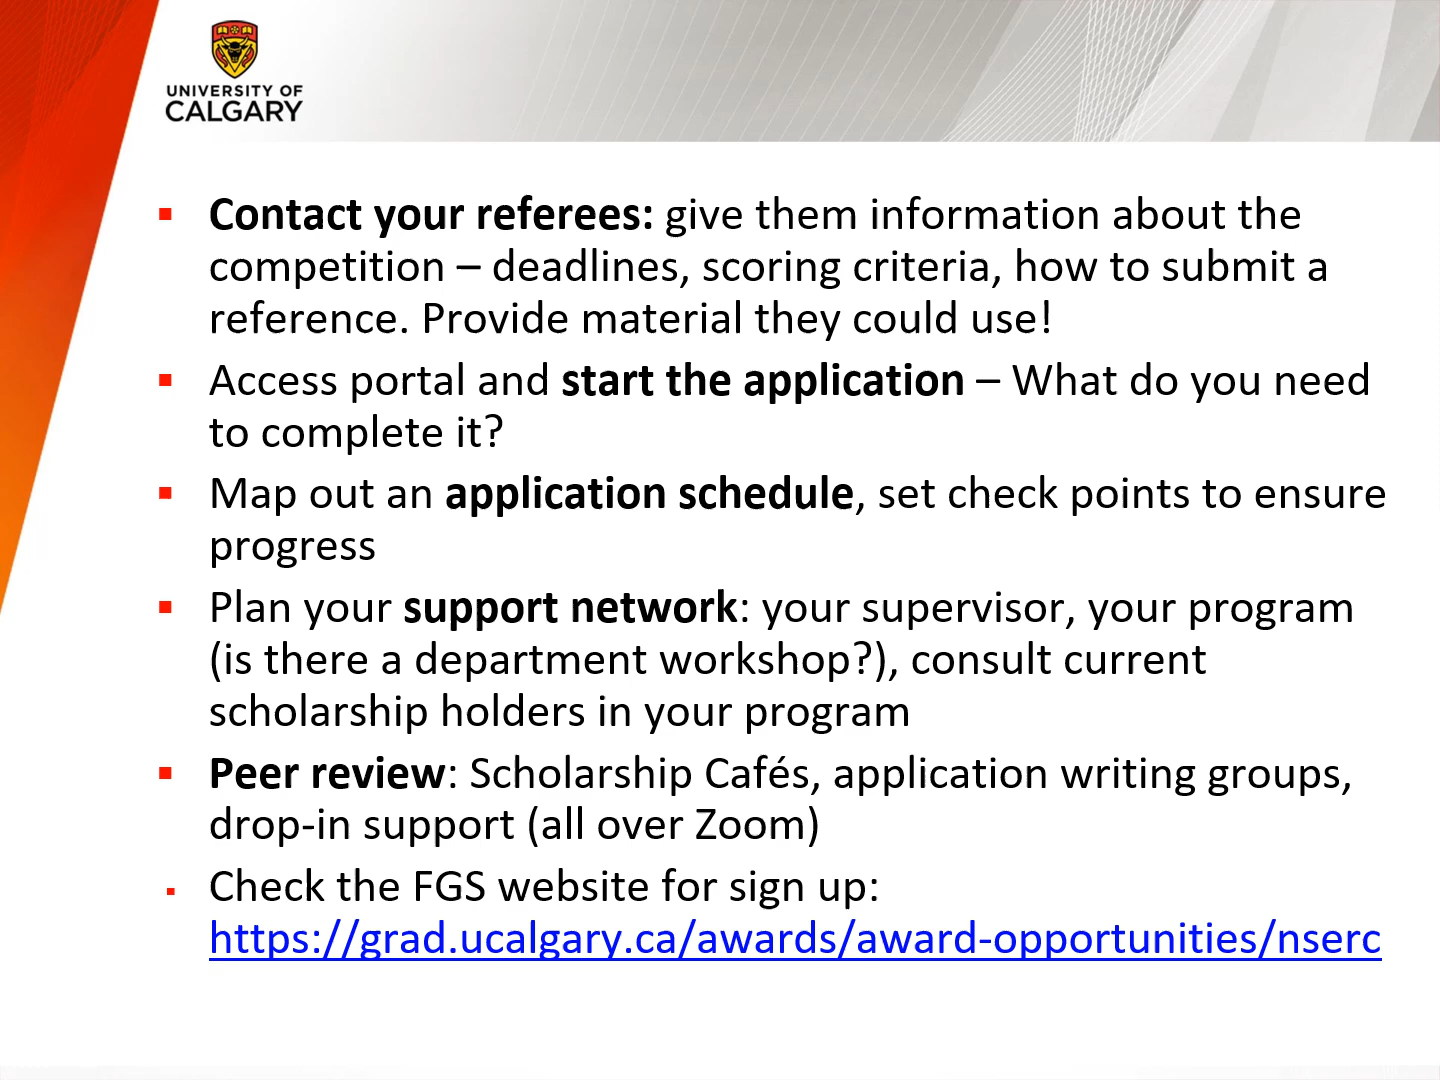 UNIVERSITY OF
CALGARY
▪ Contact your referees: give them information about the
competition – deadlines, scoring criteria, how to submit a
reference. Provide material they could use!
▪ Access portal and start the application – What do you need
to complete it?
▪ Map out an application schedule, set check points to ensure
progress
▪ Plan your support network: your supervisor, your program
(is there a department workshop?), consult current
scholarship holders in your program
▪ Peer review: Scholarship Cafés, application writing groups,
drop-in support (all over Zoom)
▪ Check the FGS website for sign up:
https://grad.ucalgary.ca/awards/award-opportunities/nserc